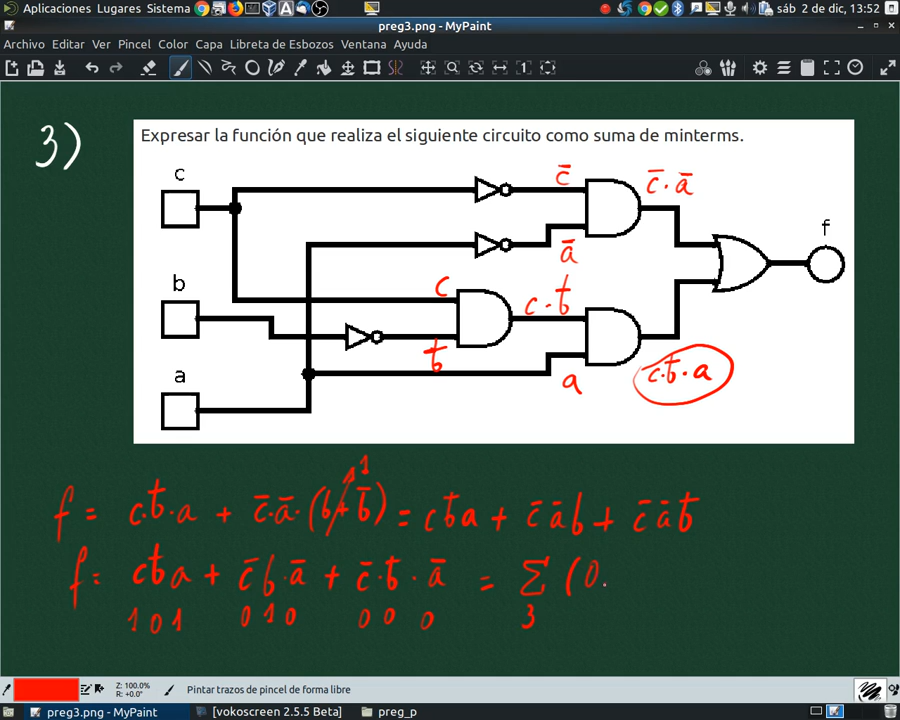 Aplicaciones Lugares Sistema sáb 2 de dic, 13:52
preg3.png - MyPaint
Archivo Editar Ver Pincel Color Capa Libreta de Esbozos Ventana Ayuda
3)
Expresar la función que realiza el siguiente circuito como suma de minterms.
c
c̄
c̄·ā
f
ā
b
c
c·b̄
b̄
a
a
c·b̄·a
1
f = c·b̄·a + c̄·ā·(b+b̄) = cb̄a + c̄āb + c̄āb̄
f = cb̄a + c̄b·ā + c̄·b̄·ā = Σ (0
1 0 1 0 1 0 0 0 0 3
Z: 100.0%
R: +0.0°
Pintar trazos de pincel de forma libre
preg3.png - MyPaint [vokoscreen 2.5.5 Beta] preg_p